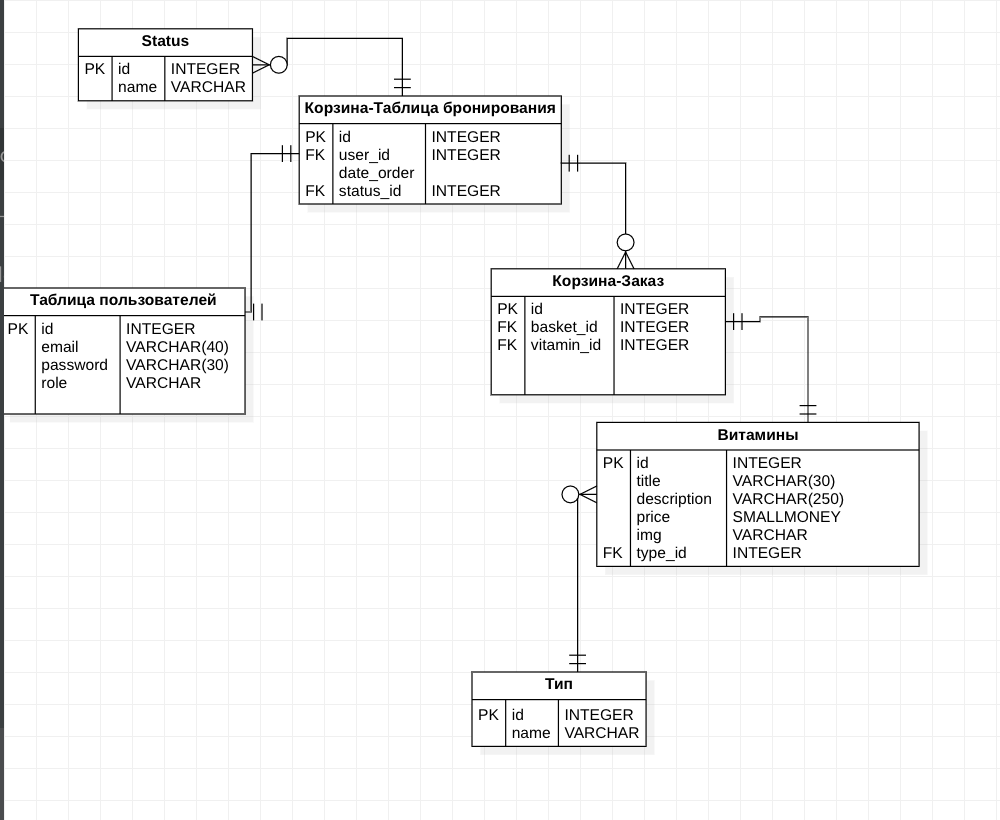 Status
PK id INTEGER
name VARCHAR
Корзина-Таблица бронирования
PK id INTEGER
FK user_id INTEGER
date_order
FK status_id INTEGER
Таблица пользователей
PK id INTEGER
email VARCHAR(40)
password VARCHAR(30)
role VARCHAR
Корзина-Заказ
PK id INTEGER
FK basket_id INTEGER
FK vitamin_id INTEGER
Витамины
PK id INTEGER
title VARCHAR(30)
description VARCHAR(250)
price SMALLMONEY
img VARCHAR
FK type_id INTEGER
Тип
PK id INTEGER
name VARCHAR